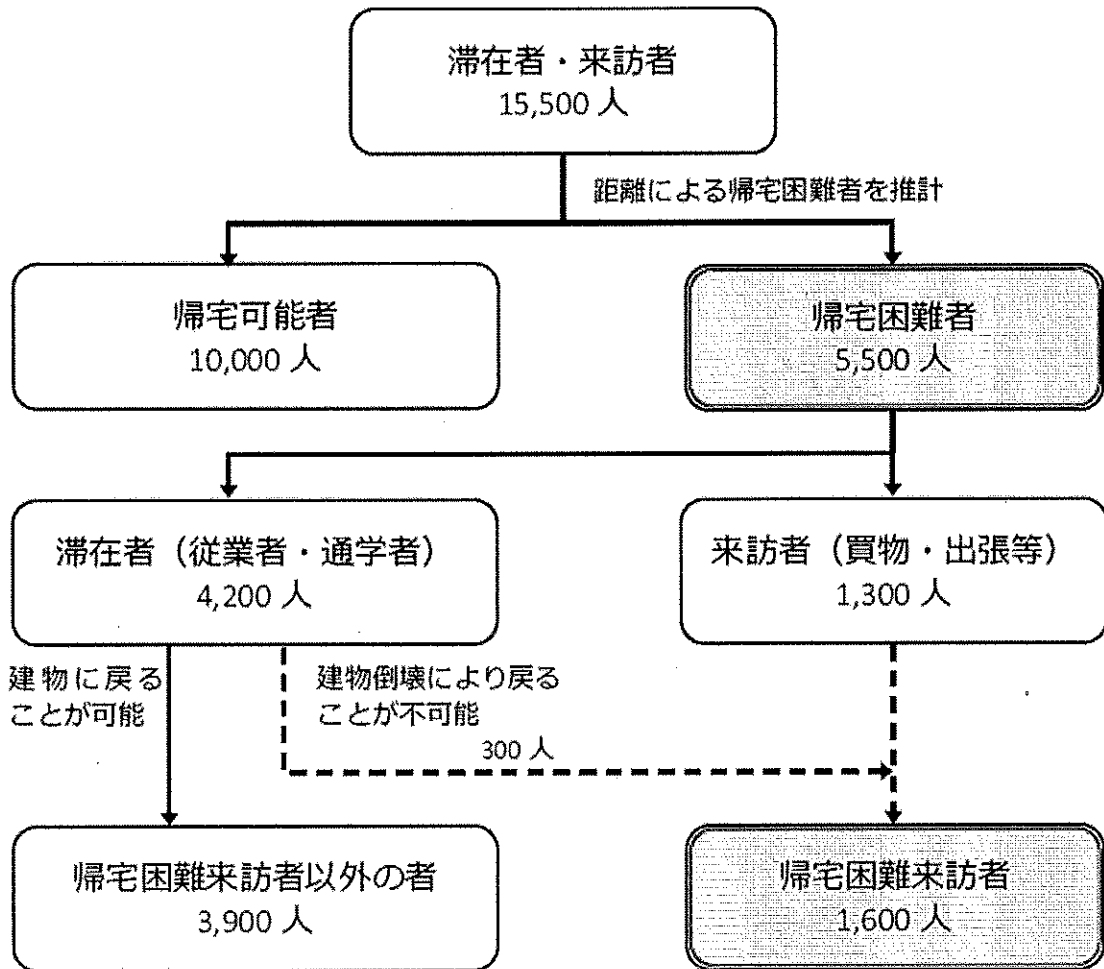 滞在者・来訪者
15,500 人
距離による帰宅困難者を推計
帰宅可能者
10,000 人
帰宅困難者
5,500 人
滞在者（従業者・通学者）
4,200 人
来訪者（買物・出張等）
1,300 人
建物に戻る
ことが可能
建物倒壊により戻る
ことが不可能
300 人
帰宅困難来訪者以外の者
3,900 人
帰宅困難来訪者
1,600 人